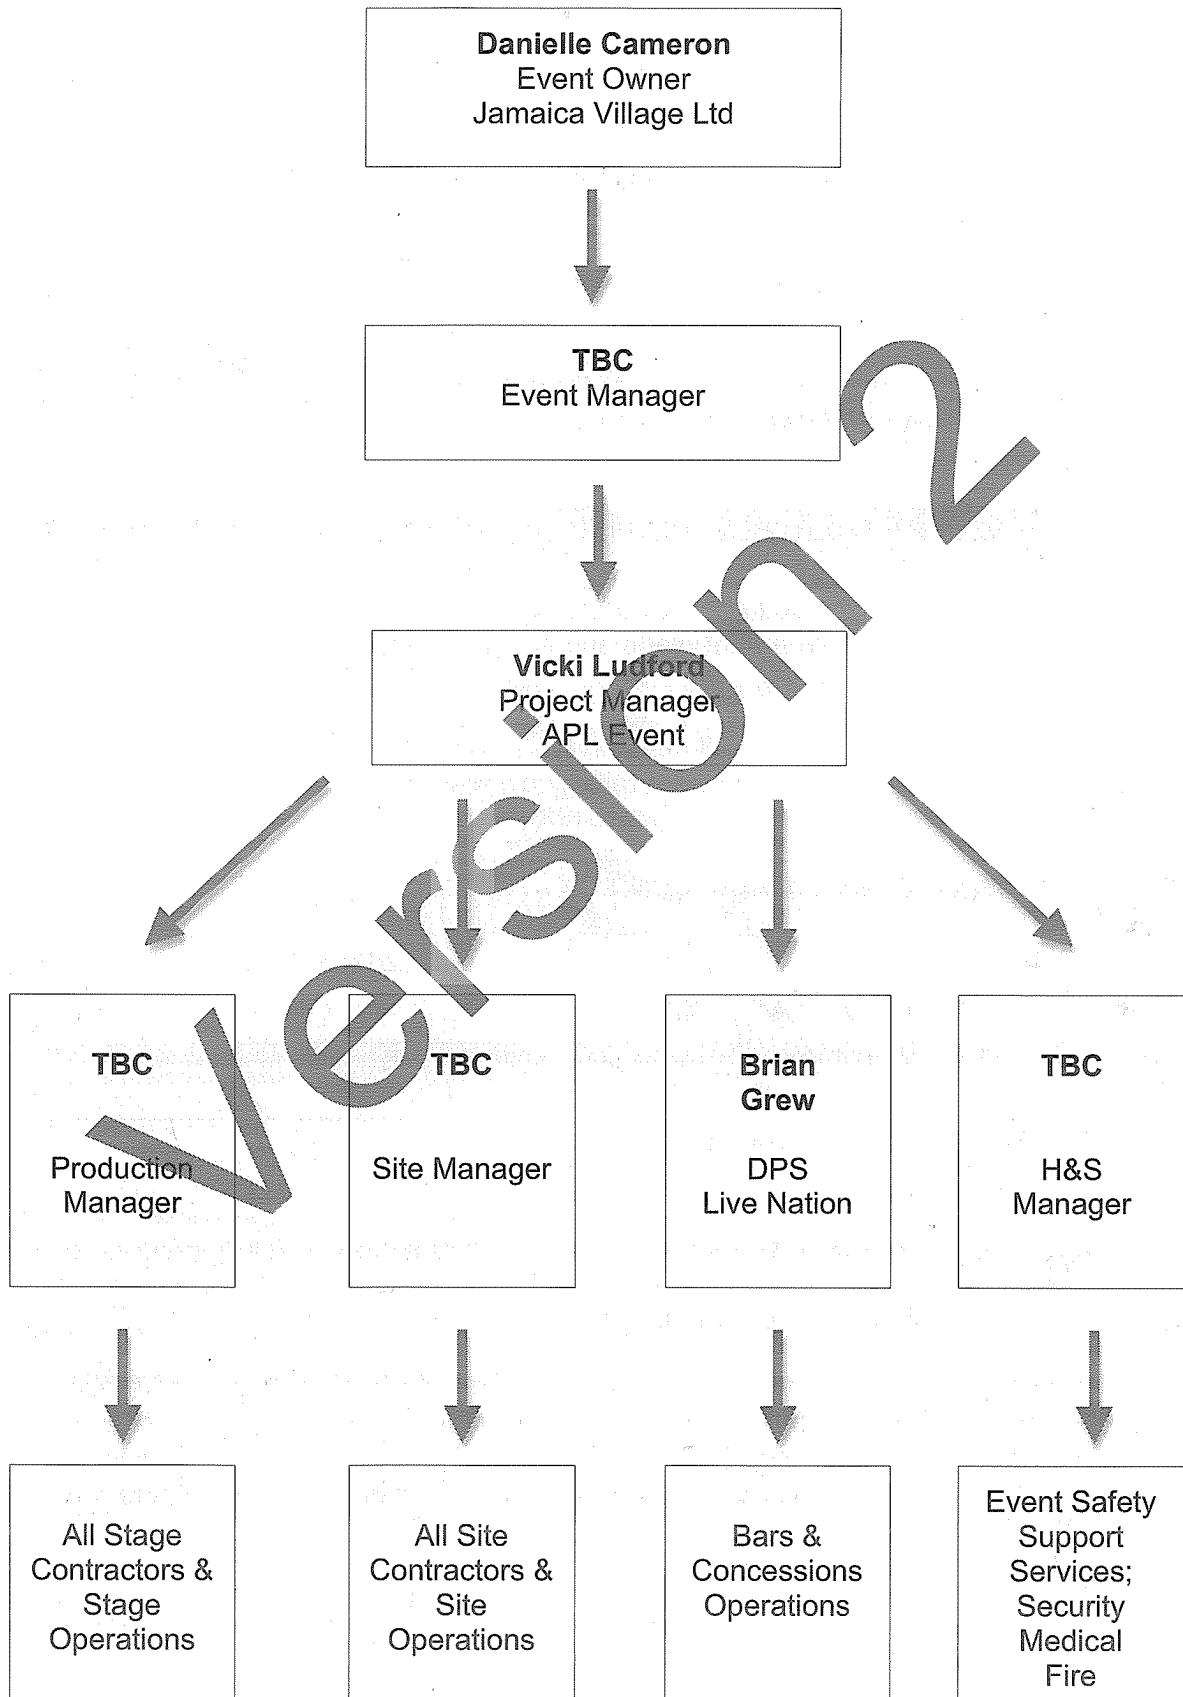 Danielle Cameron
Event Owner
Jamaica Village Ltd
TBC
Event Manager
Vicki Ludford
Project Manager
APL Event
TBC
Production
Manager
TBC
Site Manager
Brian
Grew
DPS
Live Nation
TBC
H&S
Manager
All Stage
Contractors &
Stage
Operations
All Site
Contractors &
Site
Operations
Bars &
Concessions
Operations
Event Safety
Support
Services;
Security
Medical
Fire
Version 2